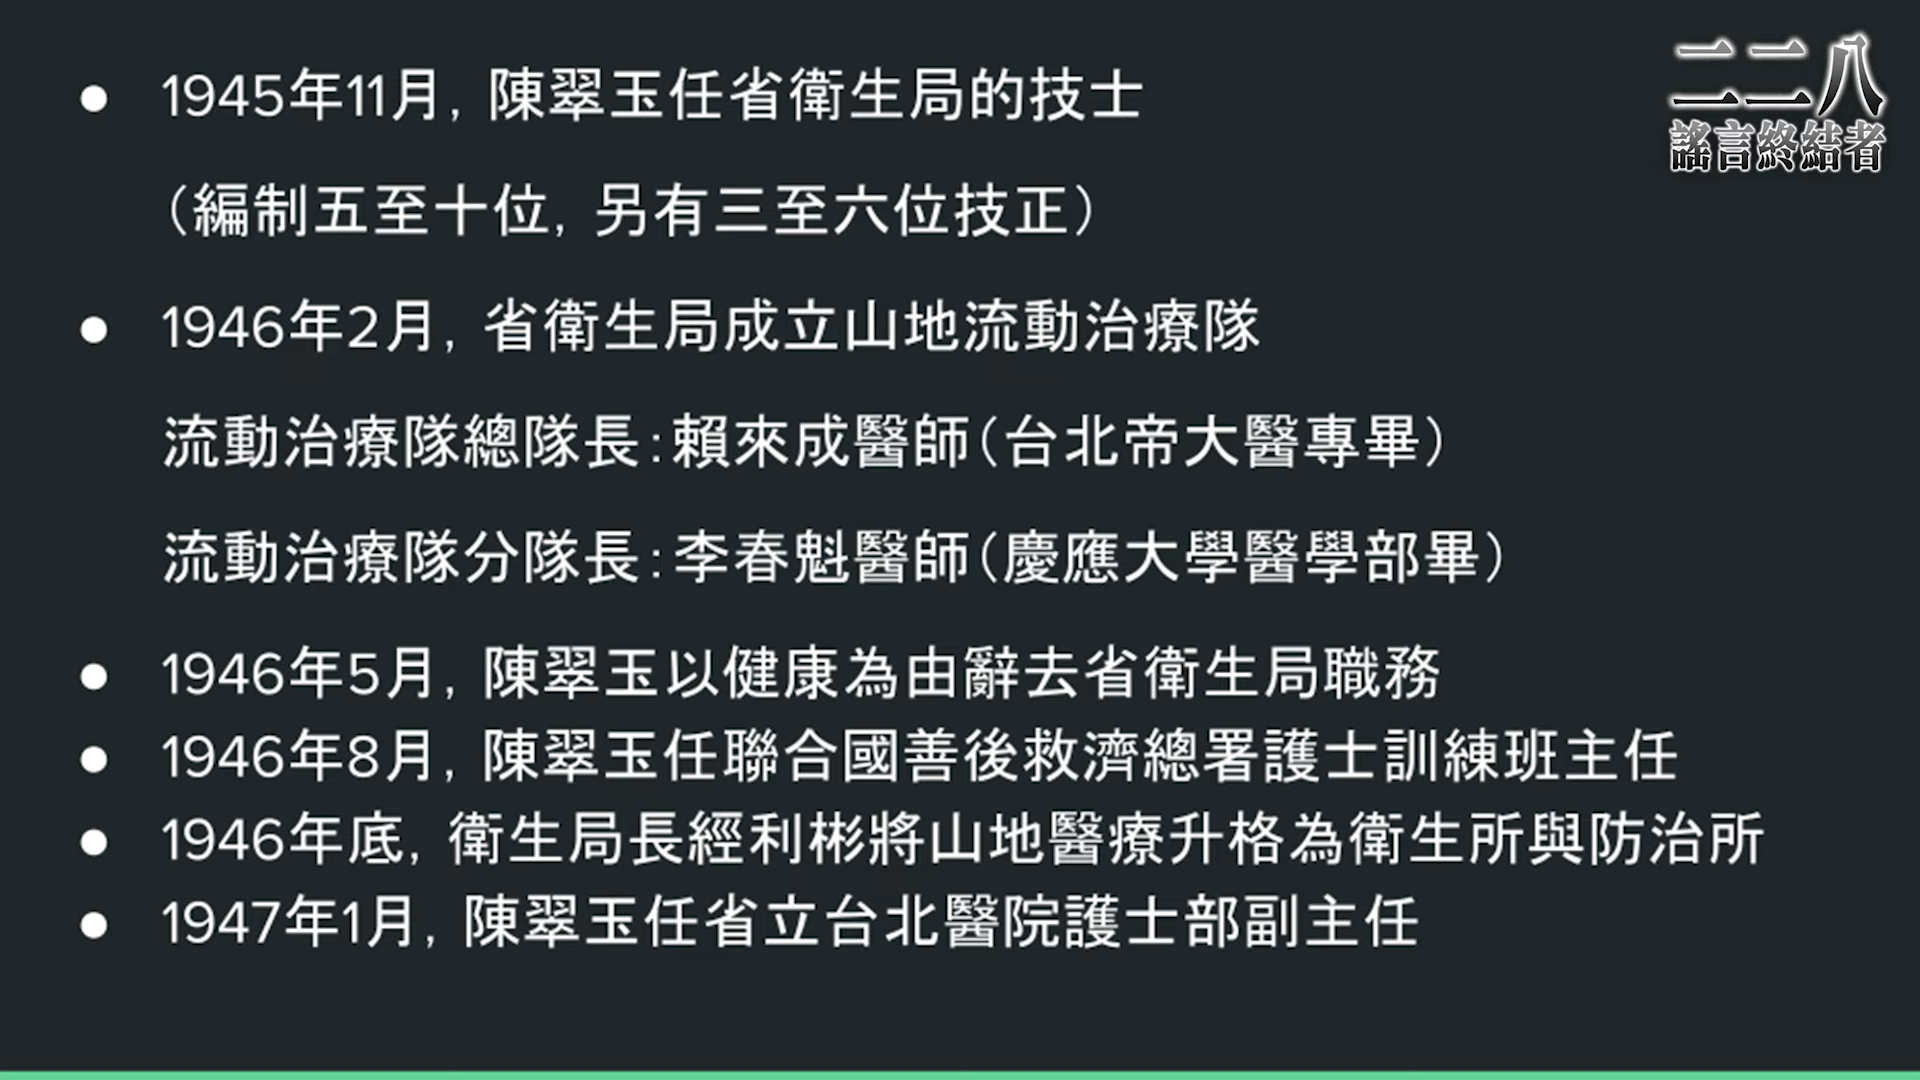 二二八
謠言終結者
● 1945年11月, 陳翠玉任省衛生局的技士
（編制五至十位, 另有三至六位技正）
● 1946年2月, 省衛生局成立山地流動治療隊
流動治療隊總隊長:賴來成醫師（台北帝大醫專畢）
流動治療隊分隊長:李春魁醫師（慶應大學醫學部畢）
● 1946年5月, 陳翠玉以健康為由辭去省衛生局職務
● 1946年8月, 陳翠玉任聯合國善後救濟總署護士訓練班主任
● 1946年底, 衛生局長經利彬將山地醫療升格為衛生所與防治所
● 1947年1月, 陳翠玉任省立台北醫院護士部副主任